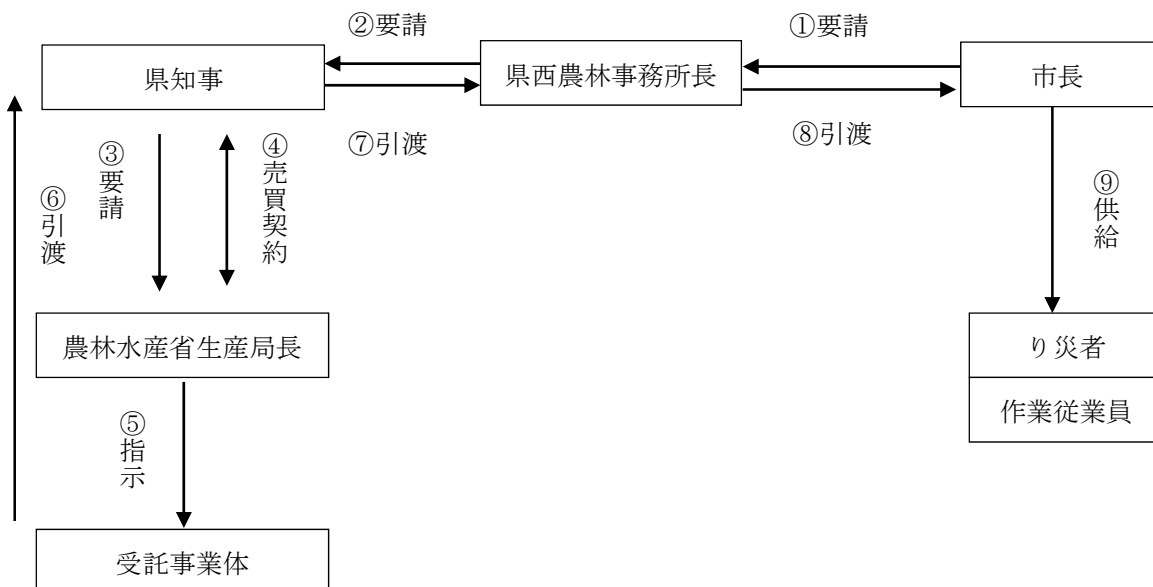 ②要請
①要請
県知事
県西農林事務所長
市長
⑦引渡
⑧引渡
③要請
④売買契約
⑥引渡
⑨供給
農林水産省生産局長
り災者
作業従業員
⑤指示
受託事業体